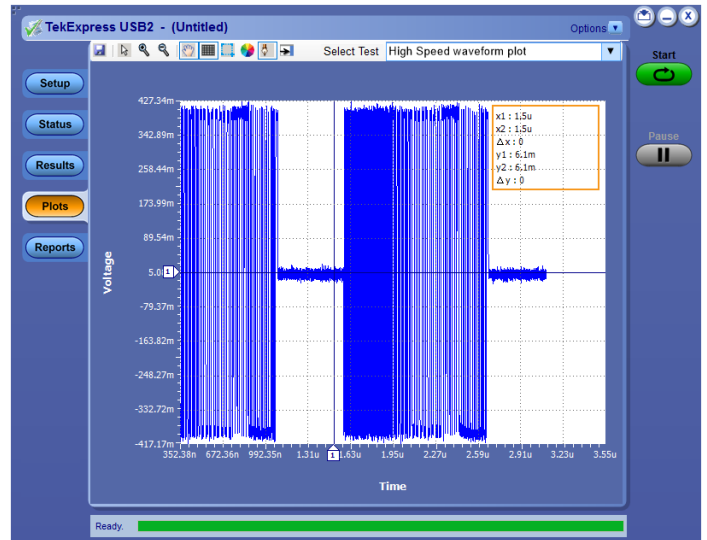 TekExpress USB2 - (Untitled)
Options
Select Test High Speed waveform plot
Start
Pause
Setup
Status
Results
Plots
Reports
427.34m
342.89m
258.44m
173.99m
89.54m
-79.37m
-163.82m
-248.27m
-332.72m
-417.17m
Voltage
x1 : 1.5u
x2 : 1.5u
Δx : 0
y1 : 6.1m
y2 : 6.1m
Δy : 0
1
1
352.38n 672.36n 992.35n 1.31u 1.63u 1.95u 2.27u 2.59u 2.91u 3.23u 3.55u
Time
Ready.